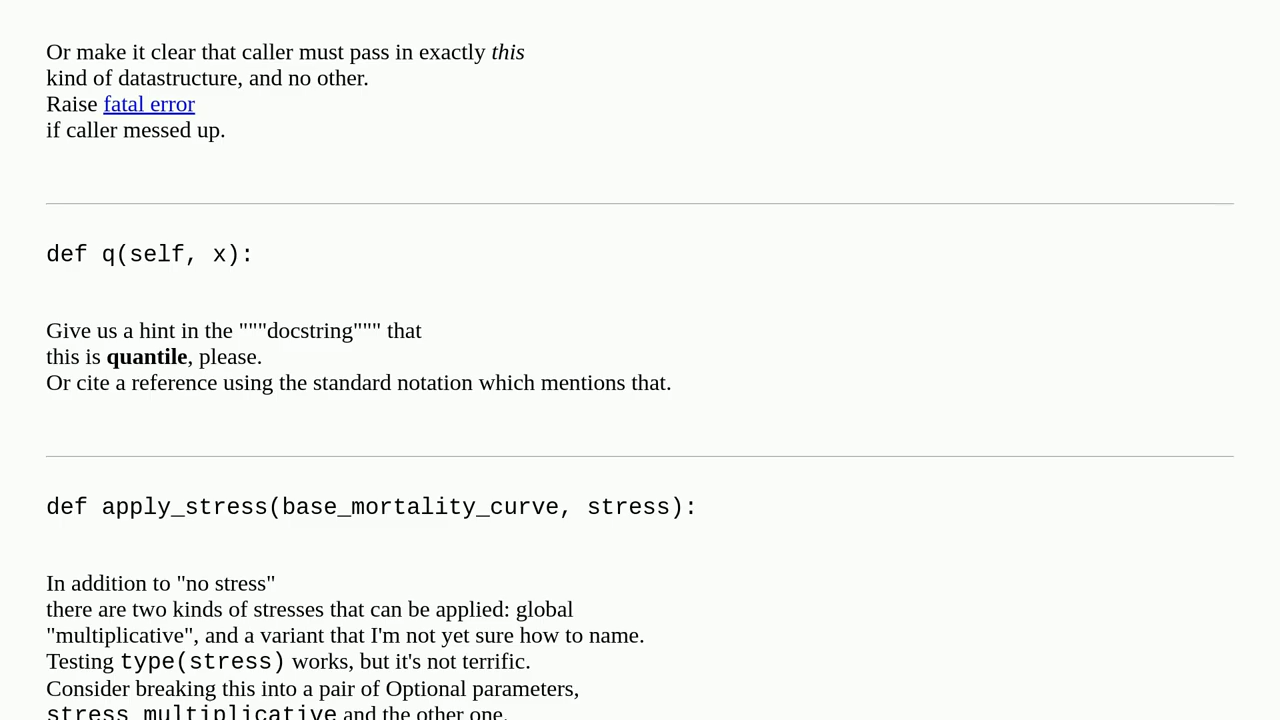 Or make it clear that caller must pass in exactly this
kind of datastructure, and no other.
Raise fatal error
if caller messed up.
def q(self, x):
Give us a hint in the """docstring""" that
this is quantile, please.
Or cite a reference using the standard notation which mentions that.
def apply_stress(base_mortality_curve, stress):
In addition to "no stress"
there are two kinds of stresses that can be applied: global
"multiplicative", and a variant that I'm not yet sure how to name.
Testing type(stress) works, but it's not terrific.
Consider breaking this into a pair of Optional parameters,
stress_multiplicative and the other one.